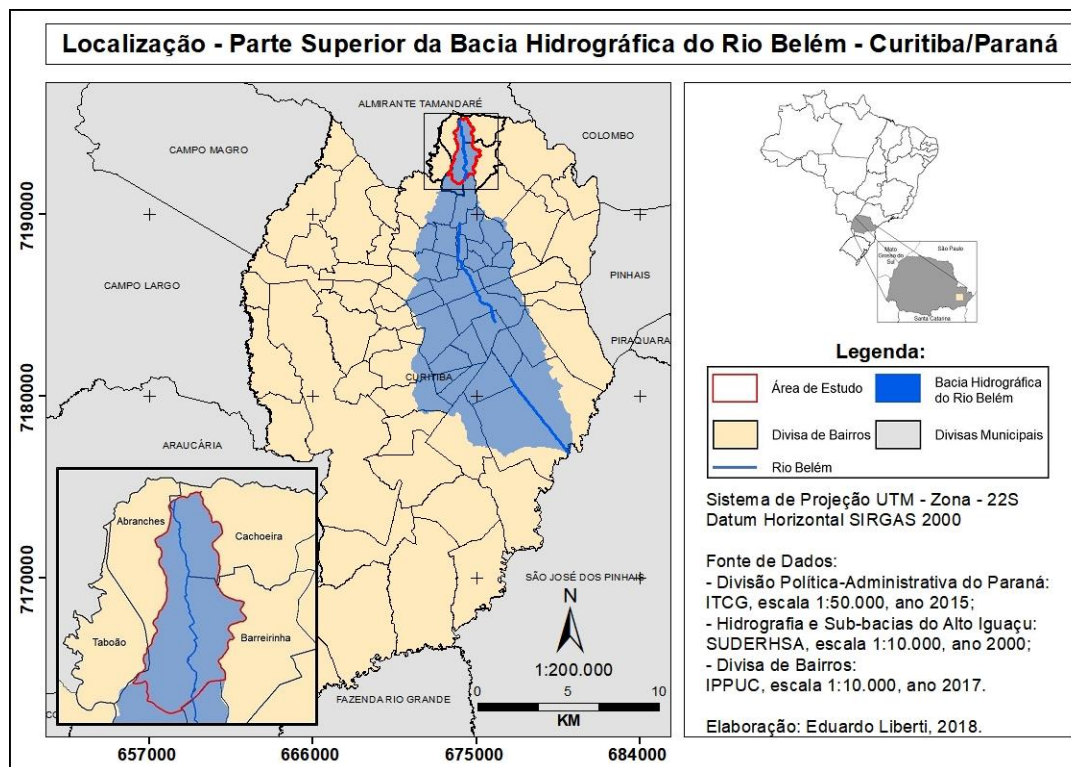 Localização - Parte Superior da Bacia Hidrográfica do Rio Belém - Curitiba/Paraná
ALMIRANTE TAMANDARÉ
COLOMBO
CAMPO MAGRO
7190000
PINHAIS
CAMPO LARGO
PIRAQUARA
CURITIBA
7180000
ARAUCÁRIA
Abranches
Cachoeira
Taboão
Barreirinha
7170000
SÃO JOSÉ DOS PINHAIS
N
1:200.000
0 5 10
KM
FAZENDA RIO GRANDE
657000 666000 675000 684000
Mato
Grosso do
Sul
São Paulo
Santa Catarina
Legenda:
Área de Estudo
Bacia Hidrográfica
do Rio Belém
Divisa de Bairros
Divisas Municipais
Rio Belém
Sistema de Projeção UTM - Zona - 22S
Datum Horizontal SIRGAS 2000
Fonte de Dados:
- Divisão Política-Administrativa do Paraná:
ITCG, escala 1:50.000, ano 2015;
- Hidrografia e Sub-bacias do Alto Iguaçu:
SUDERHSA, escala 1:10.000, ano 2000;
- Divisa de Bairros:
IPPUC, escala 1:10.000, ano 2017.
Elaboração: Eduardo Liberti, 2018.